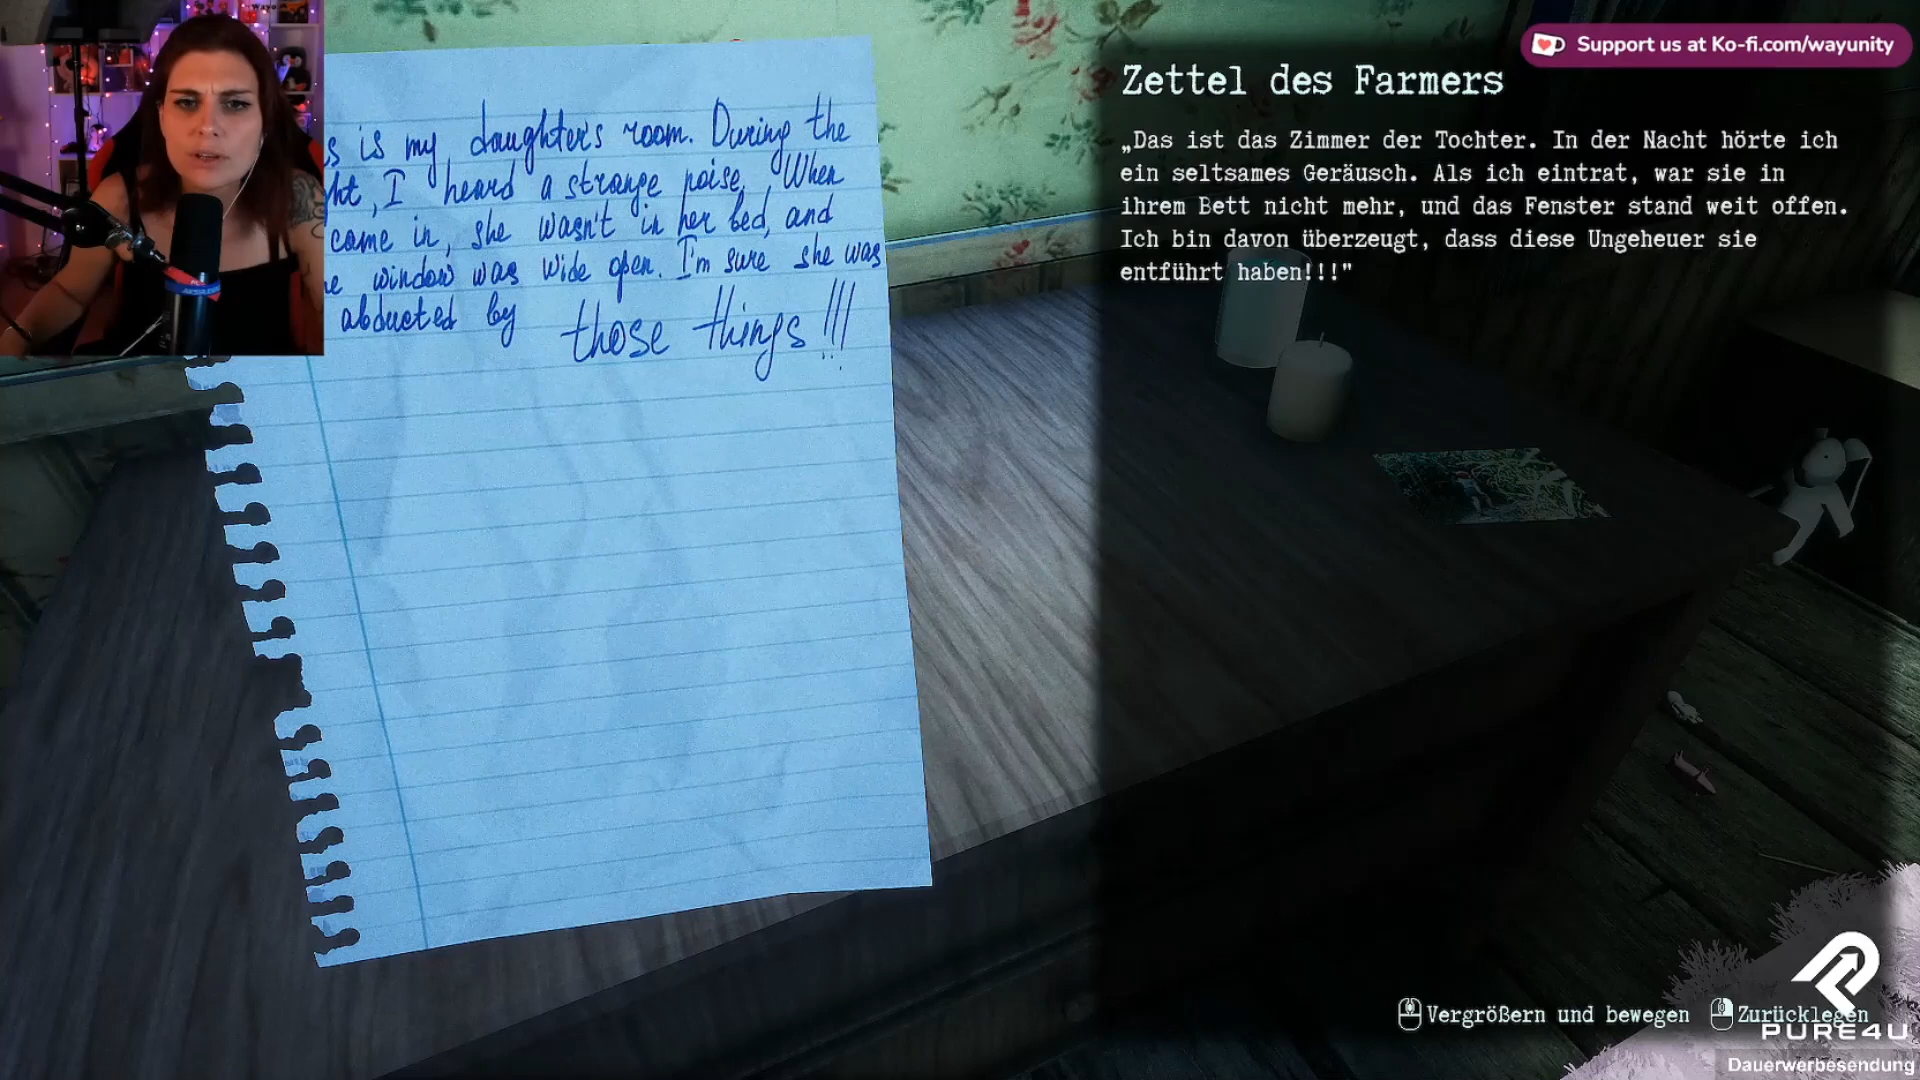 is my daughter's room. During the
, I heard a strange noise. When
came in, she wasn't in her bed, and
window was wide open. I'm sure she was
abducted by those things!!!
Support us at Ko-fi.com/wayunity
Zettel des Farmers
„Das ist das Zimmer der Tochter. In der Nacht hörte ich
ein seltsames Geräusch. Als ich eintrat, war sie in
ihrem Bett nicht mehr, und das Fenster stand weit offen.
Ich bin davon überzeugt, dass diese Ungeheuer sie
entführt haben!!!"
Vergrößern und bewegen Zurücklegen
PURE4U
Dauerwerbesendung